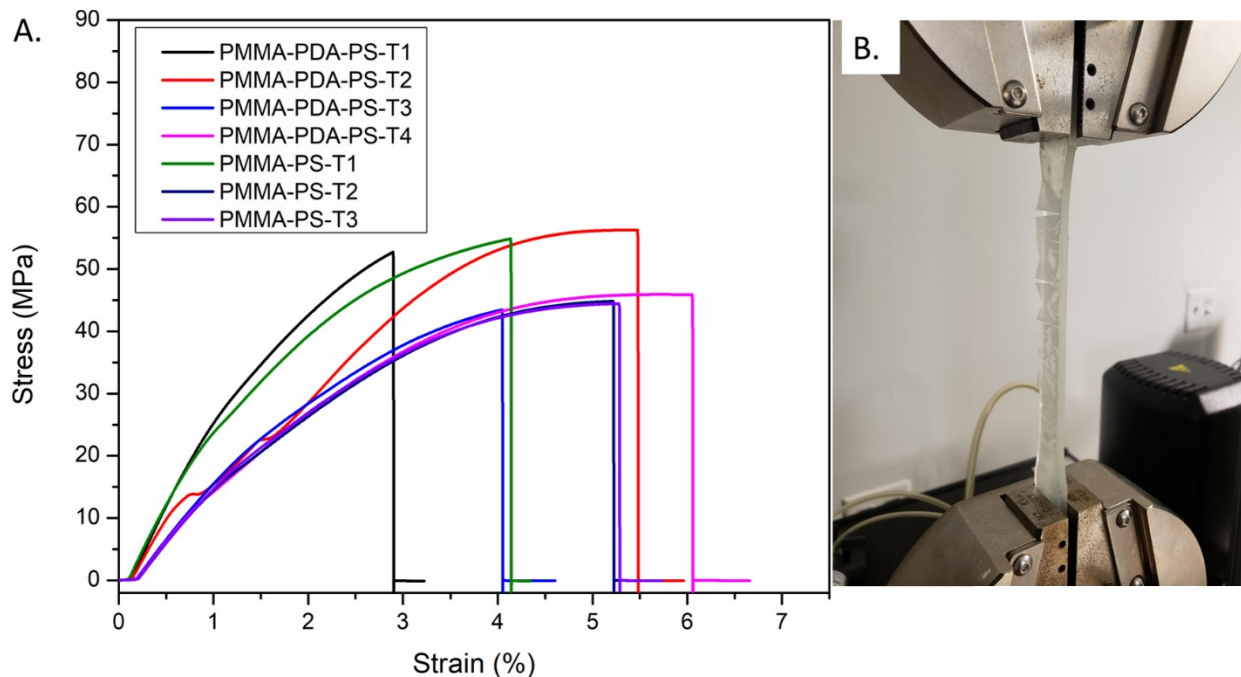 A.
90
80
70
60
50
40
30
20
10
0
Stress (MPa)
PMMA-PDA-PS-T1
PMMA-PDA-PS-T2
PMMA-PDA-PS-T3
PMMA-PDA-PS-T4
PMMA-PS-T1
PMMA-PS-T2
PMMA-PS-T3
0 1 2 3 4 5 6 7
Strain (%)
B.